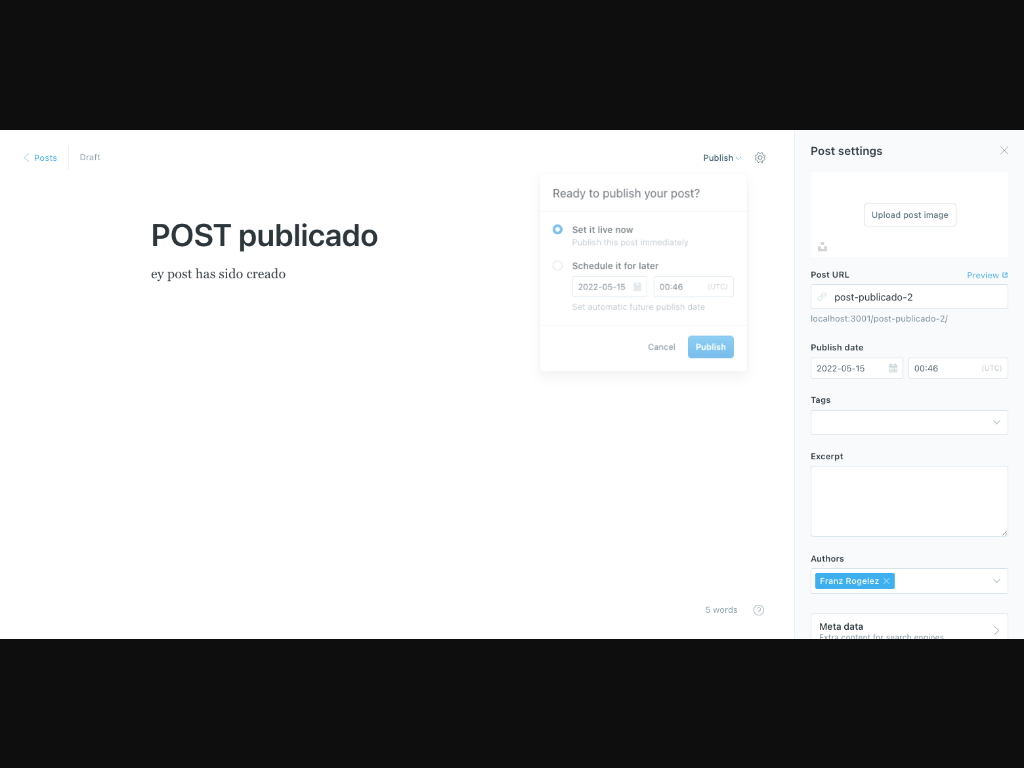 Posts
Draft
Publish
POST publicado
ey post has sido creado
Ready to publish your post?
Set it live now
Publish this post immediately
Schedule it for later
2022-05-15
00:46 (UTC)
Set automatic future publish date
Cancel
Publish
5 words
?
Post settings
Upload post image
Post URL
Preview
post-publicado-2
localhost:3001/post-publicado-2/
Publish date
2022-05-15
00:46 (UTC)
Tags
Excerpt
Authors
Franz Rogelez
Meta data
Extra content for search engines